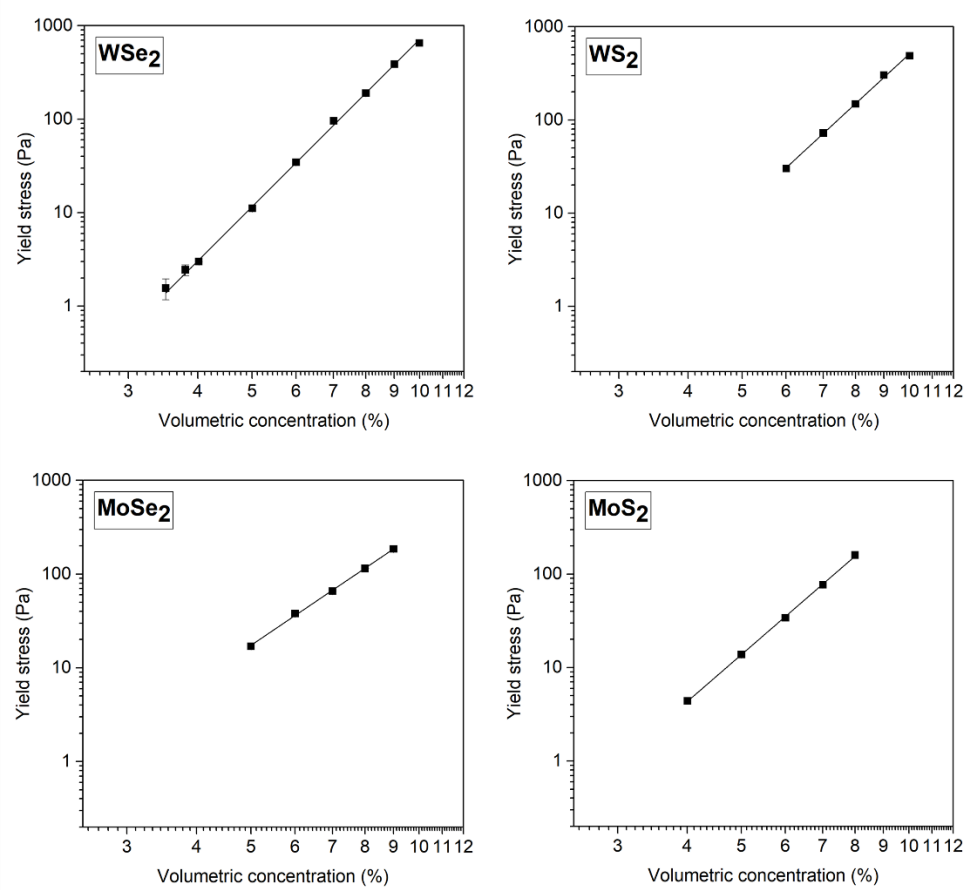 WSe2
Yield stress (Pa)
1000
100
10
1
3 4 5 6 7 8 9 10 11 12
Volumetric concentration (%)
WS2
Yield stress (Pa)
1000
100
10
1
3 4 5 6 7 8 9 10 11 12
Volumetric concentration (%)
MoSe2
Yield stress (Pa)
1000
100
10
1
3 4 5 6 7 8 9 10 11 12
Volumetric concentration (%)
MoS2
Yield stress (Pa)
1000
100
10
1
3 4 5 6 7 8 9 10 11 12
Volumetric concentration (%)